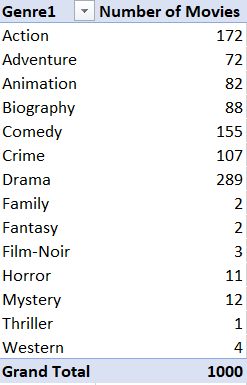 Genre1 Number of Movies
Action 172
Adventure 72
Animation 82
Biography 88
Comedy 155
Crime 107
Drama 289
Family 2
Fantasy 2
Film-Noir 3
Horror 11
Mystery 12
Thriller 1
Western 4
Grand Total 1000